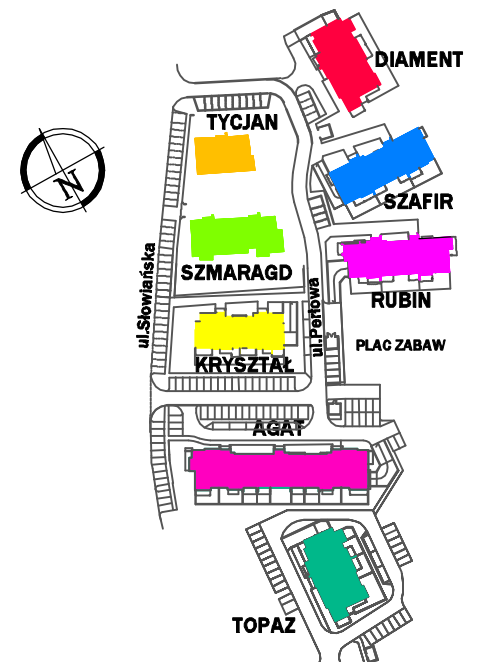 DIAMENT
TYCJAN
SZAFIR
N
ul.Słowiańska
SZMARAGD
ul.Perłowa
RUBIN
PLAC ZABAW
KRYSZTAŁ
AGAT
TOPAZ